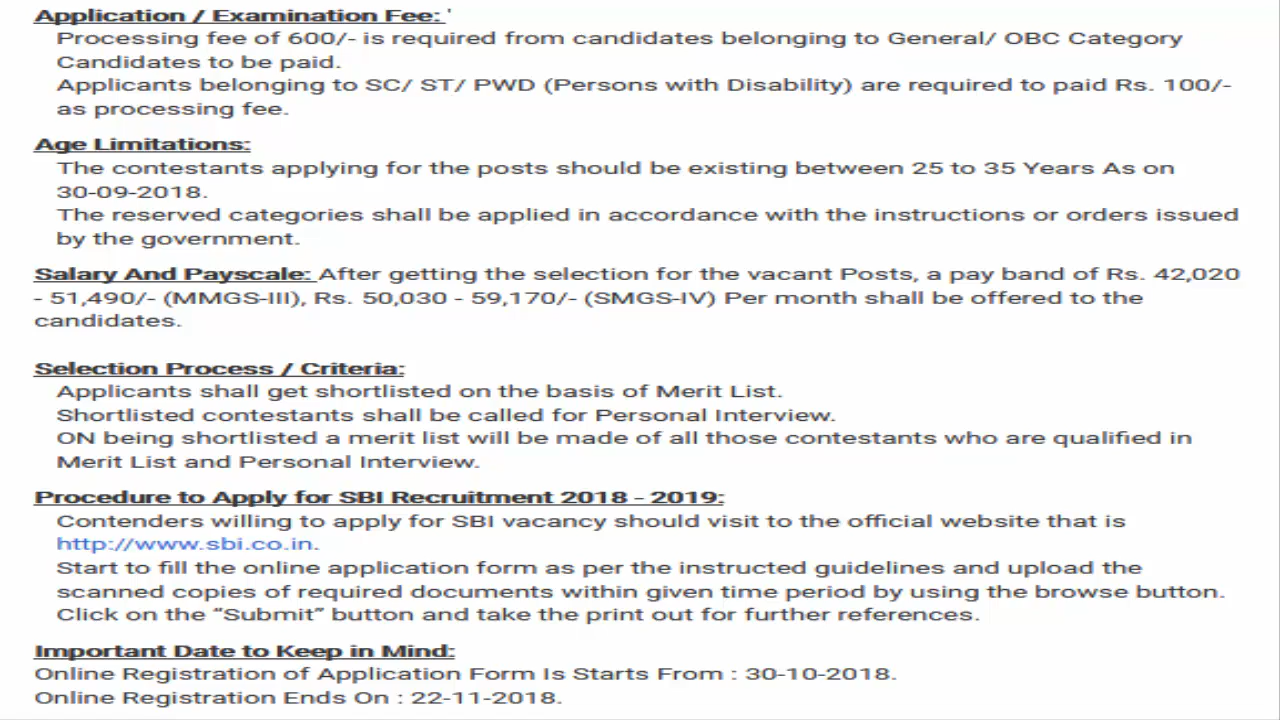 Application / Examination Fee: '
Processing fee of 600/- is required from candidates belonging to General/ OBC Category
Candidates to be paid.
Applicants belonging to SC/ ST/ PWD (Persons with Disability) are required to paid Rs. 100/-
as processing fee.
Age Limitations:
The contestants applying for the posts should be existing between 25 to 35 Years As on
30-09-2018.
The reserved categories shall be applied in accordance with the instructions or orders issued
by the government.
Salary And Payscale: After getting the selection for the vacant Posts, a pay band of Rs. 42,020
- 51,490/- (MMGS-III), Rs. 50,030 - 59,170/- (SMGS-IV) Per month shall be offered to the
candidates.
Selection Process / Criteria:
Applicants shall get shortlisted on the basis of Merit List.
Shortlisted contestants shall be called for Personal Interview.
ON being shortlisted a merit list will be made of all those contestants who are qualified in
Merit List and Personal Interview.
Procedure to Apply for SBI Recruitment 2018 - 2019:
Contenders willing to apply for SBI vacancy should visit to the official website that is
http://www.sbi.co.in.
Start to fill the online application form as per the instructed guidelines and upload the
scanned copies of required documents within given time period by using the browse button.
Click on the “Submit” button and take the print out for further references.
Important Date to Keep in Mind:
Online Registration of Application Form Is Starts From : 30-10-2018.
Online Registration Ends On : 22-11-2018.